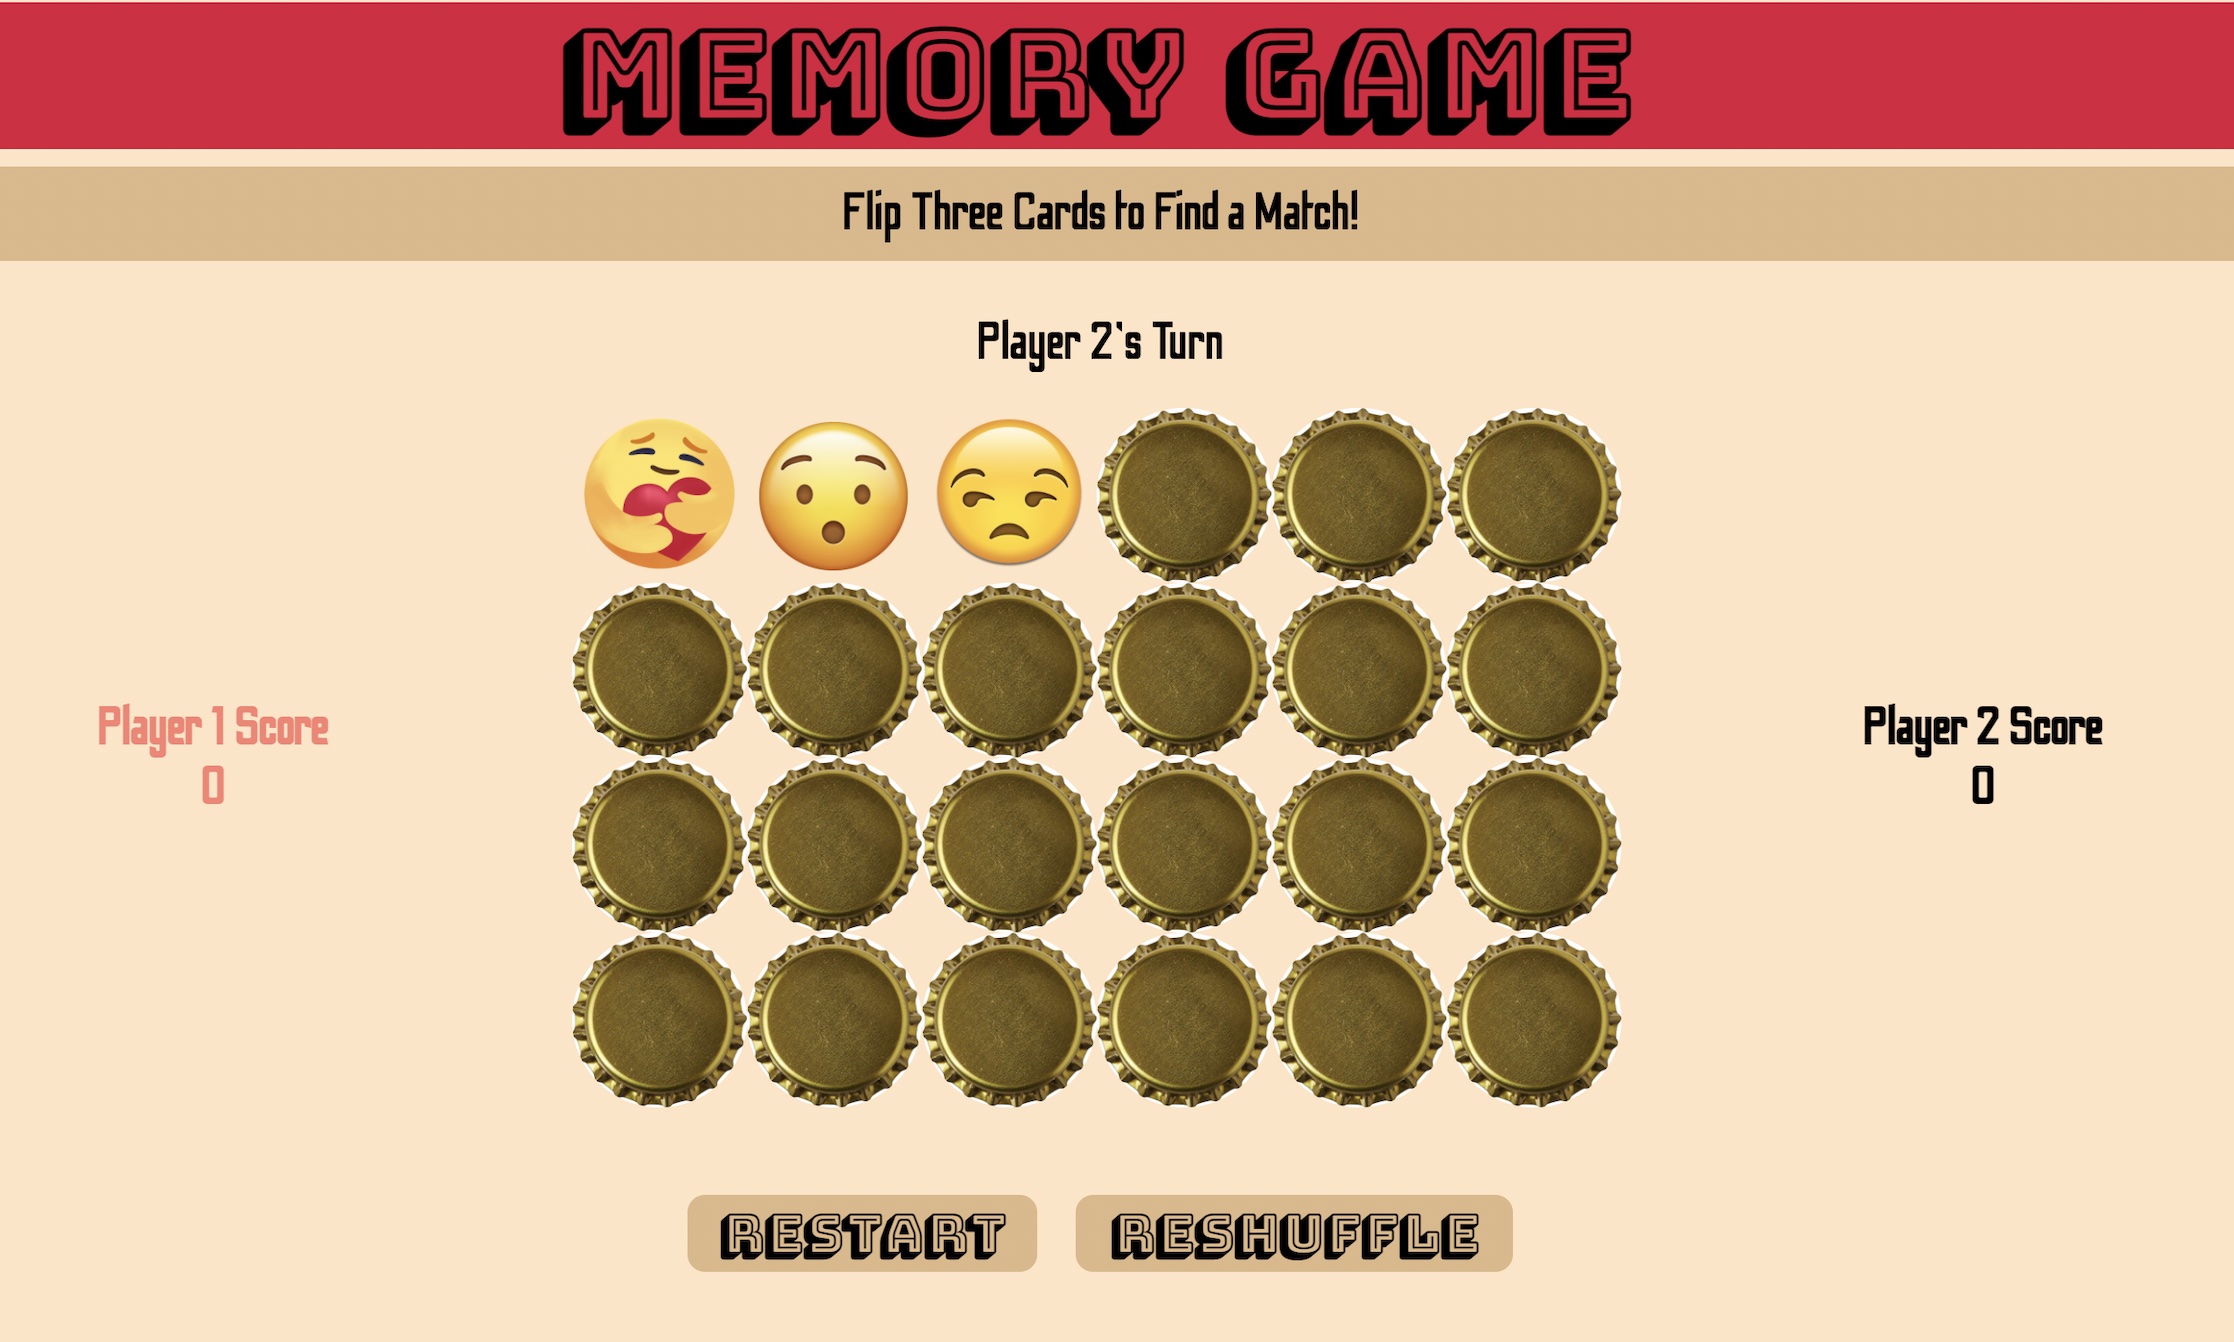 MEMORY GAME
Flip Three Cards to Find a Match!
Player 2's Turn
Player 1 Score
0
Player 2 Score
0
RESTART
RESHUFFLE